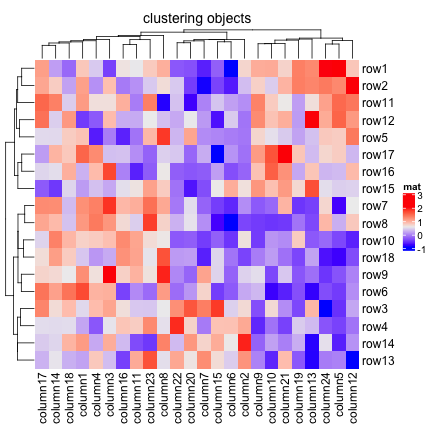 clustering objects
row1
row2
row11
row12
row5
row17
row16
row15
row7
row8
row10
row18
row9
row6
row3
row4
row14
row13
mat
3
2
1
0
-1
column17
column14
column18
column1
column4
column3
column16
column11
column23
column8
column22
column20
column7
column15
column6
column2
column9
column10
column21
column19
column13
column24
column5
column12